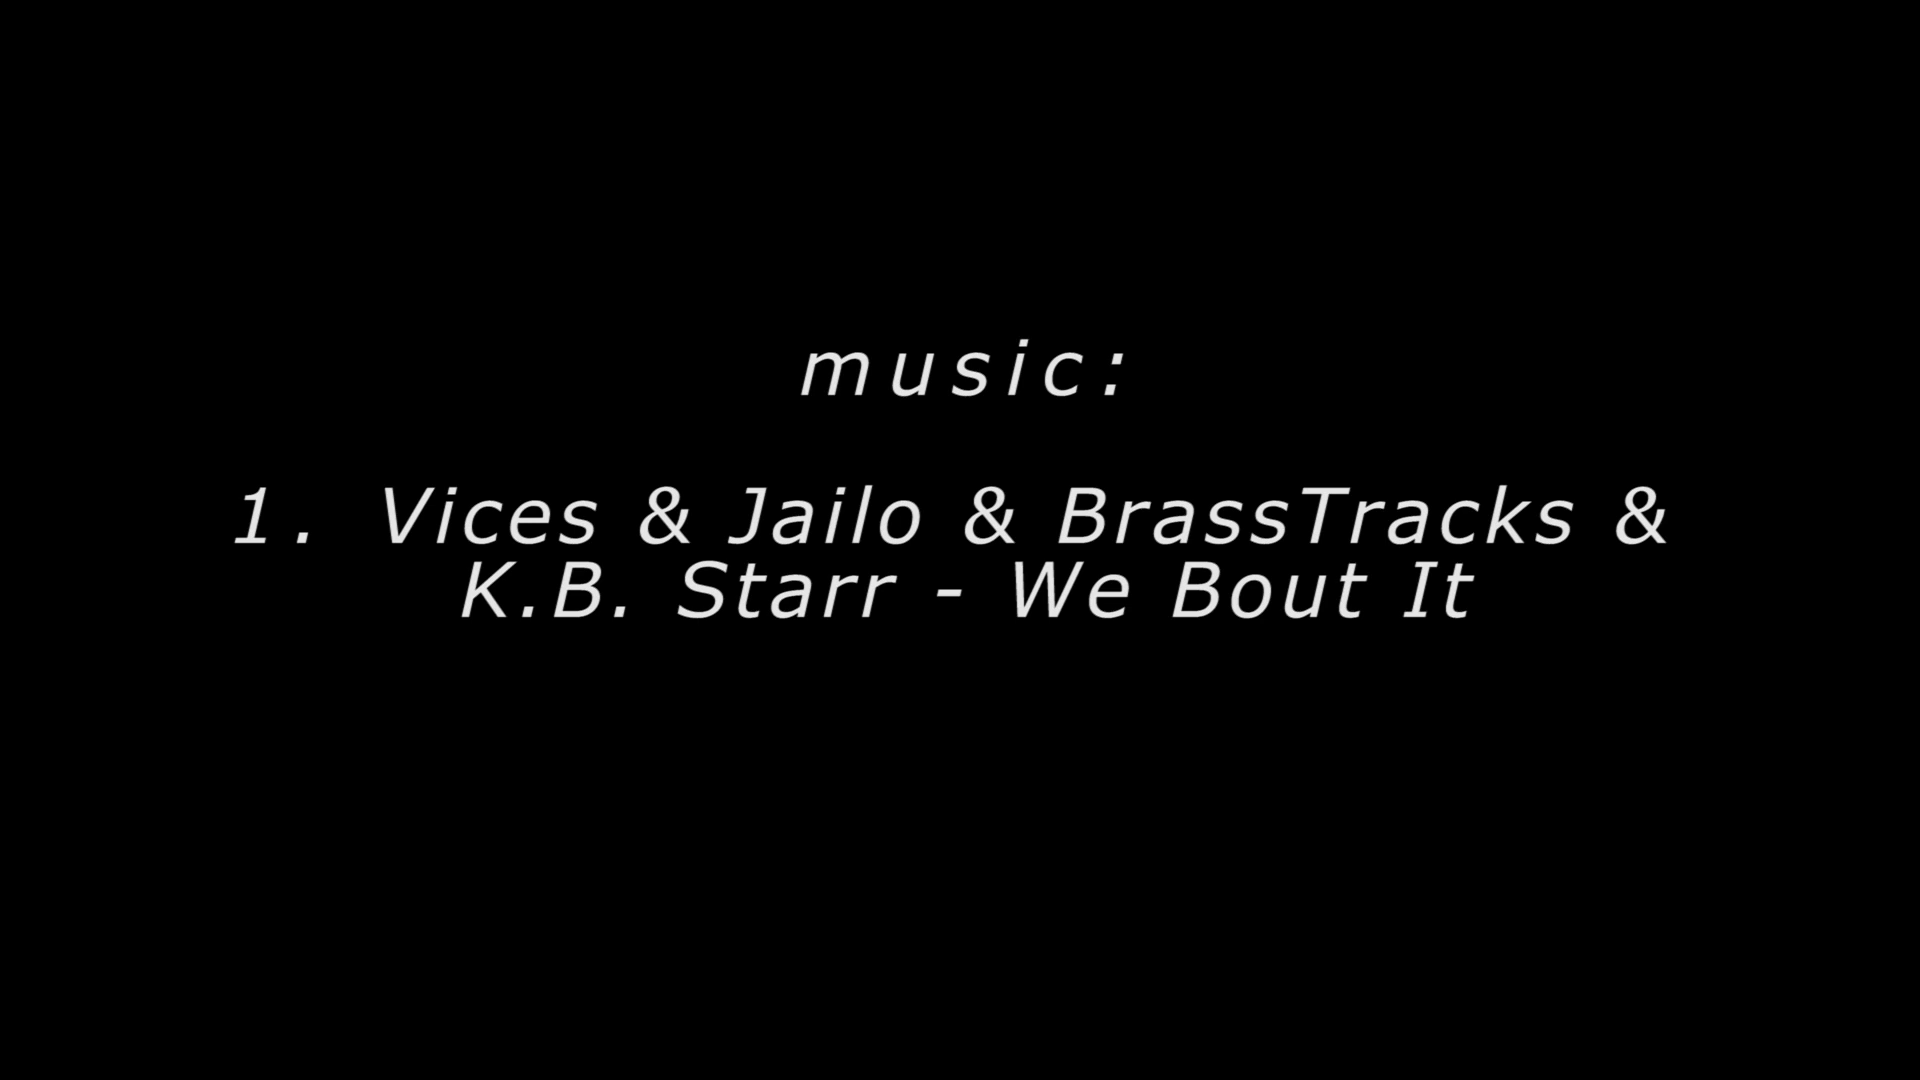 music:
1. Vices & Jailo & BrassTracks &
K.B. Starr - We Bout It